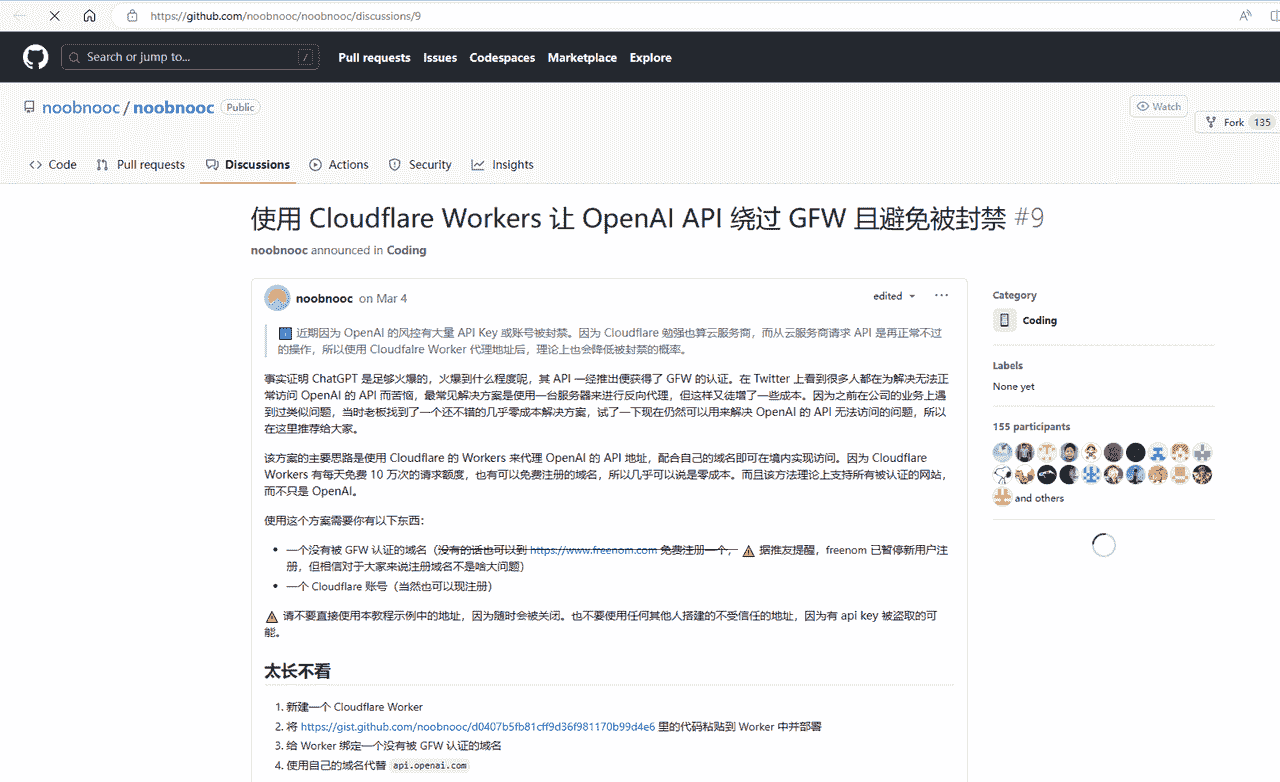 https://github.com/noobnooc/noobnooc/discussions/9
Search or jump to... /
Pull requests Issues Codespaces Marketplace Explore
noobnooc / noobnooc Public
Watch
Fork 135
Code Pull requests Discussions Actions Security Insights
使用 Cloudflare Workers 让 OpenAI API 绕过 GFW 且避免被封禁 #9
noobnooc announced in Coding
noobnooc on Mar 4
edited
近期因为 OpenAI 的风控有大量 API Key 或账号被封禁。因为 Cloudflare 勉强也算云服务商，而从云服务商请求 API 是再正常不过
的操作，所以使用 Cloudfalre Worker 代理地址后，理论上也会降低被封禁的概率。
事实证明 ChatGPT 是足够火爆的，火爆到什么程度呢，其 API 一经推出便获得了 GFW 的认证。在 Twitter 上看到很多人都在为解决无法正
常访问 OpenAI 的 API 而苦恼，最常见解决方案是使用一台服务器来进行反向代理，但这样又徒增了一些成本。因为之前在公司的业务上遇
到过类似问题，当时老板找到了一个还不错的几乎零成本解决方案，试了一下现在仍然可以用来解决 OpenAI 的 API 无法访问的问题，所以
在这里推荐给大家。
该方案的主要思路是使用 Cloudflare 的 Workers 来代理 OpenAI 的 API 地址，配合自己的域名即可在境内实现访问。因为 Cloudflare
Workers 有每天免费 10 万次的请求额度，也有可以免费注册的域名，所以几乎可以说是零成本。而且该方法理论上支持所有被认证的网站，
而不只是 OpenAI。
使用这个方案需要你有以下东西：
一个没有被 GFW 认证的域名（没有的话也可以到 https://www.freenom.com 免费注册一个， ⚠ 据推友提醒，freenom 已暂停新用户注
册，但相信对于大家来说注册域名不是啥大问题）
一个 Cloudflare 账号（当然也可以现注册）
⚠ 请不要直接使用本教程示例中的地址，因为随时会被关闭。也不要使用任何其他人搭建的不受信任的地址，因为有 api key 被盗取的可
能。
太长不看
1. 新建一个 Cloudflare Worker
2. 将 https://gist.github.com/noobnooc/d0407b5fb81cff9d36f981170b99d4e6 里的代码粘贴到 Worker 中并部署
3. 给 Worker 绑定一个没有被 GFW 认证的域名
4. 使用自己的域名代替 api.openai.com
Category
Coding
Labels
None yet
155 participants
and others